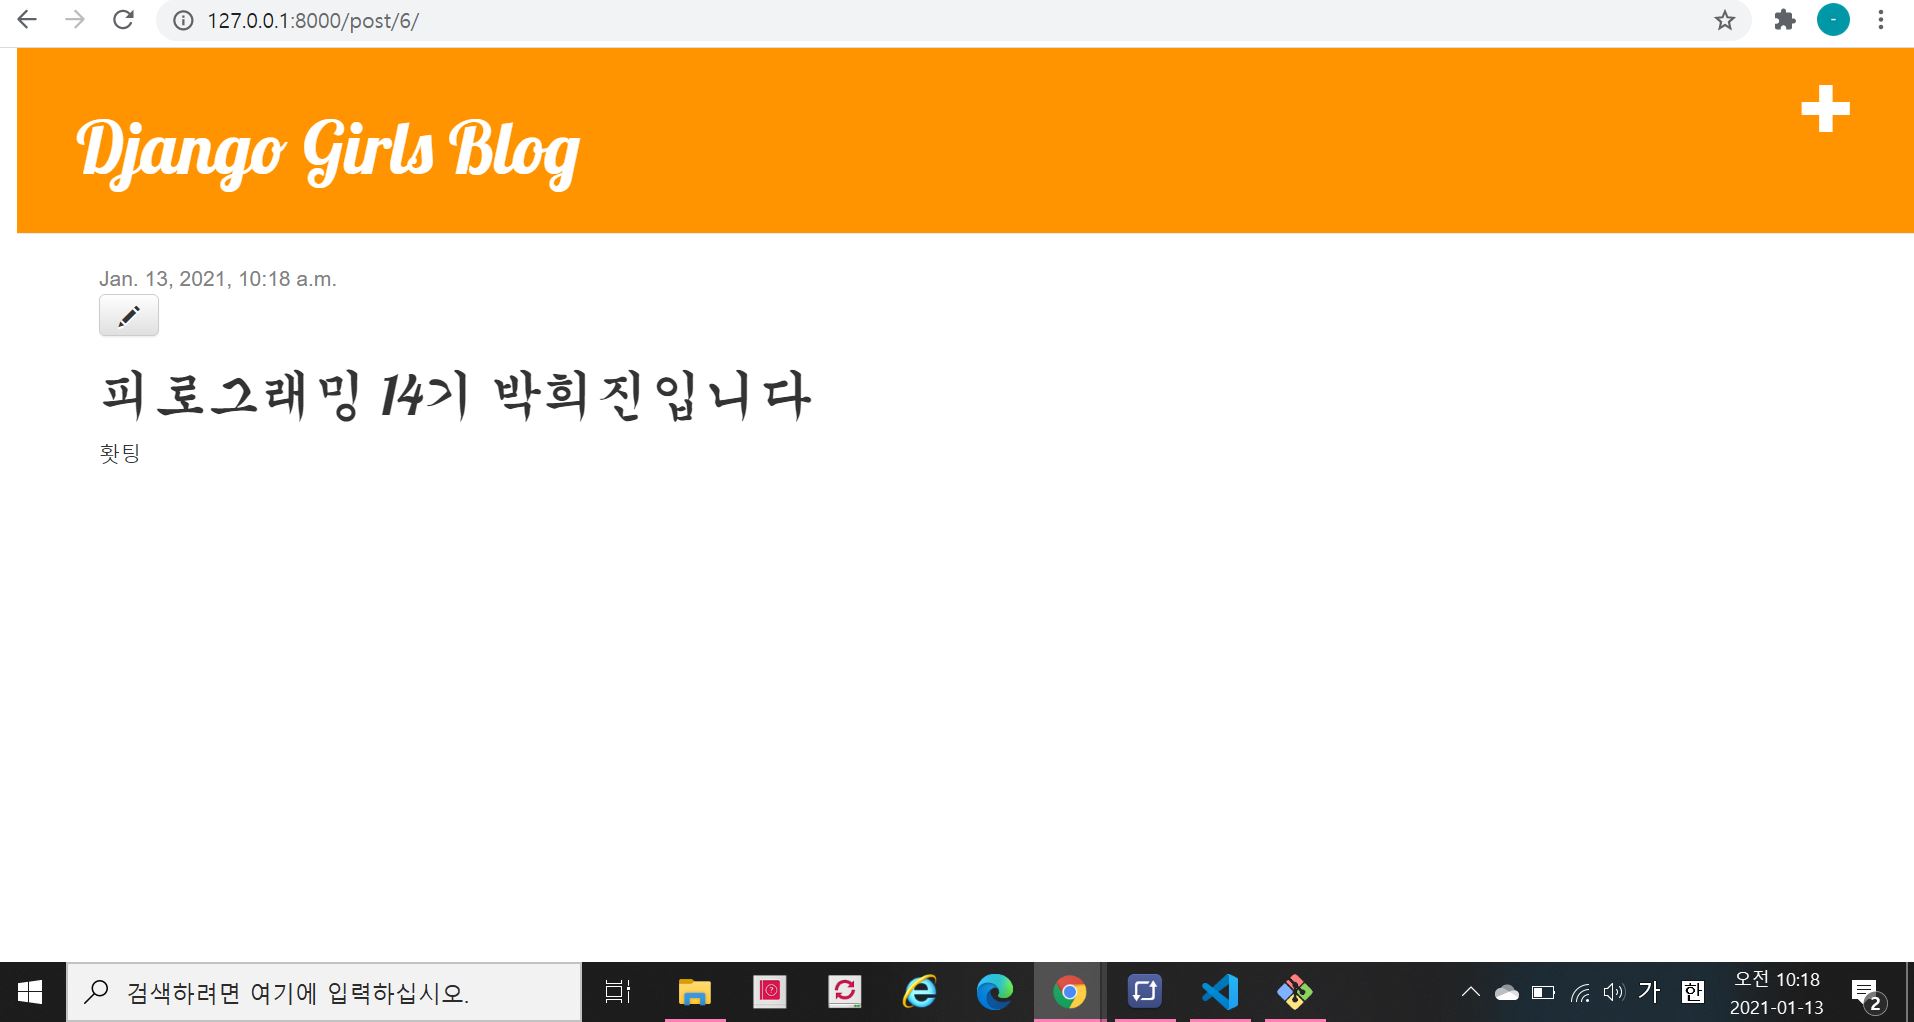 127.0.0.1:8000/post/6/
Django Girls Blog
Jan. 13, 2021, 10:18 a.m.
피로그래밍 14기 박희진입니다
홧팅
검색하려면 여기에 입력하십시오.
가 한
오전 10:18
2021-01-13
2